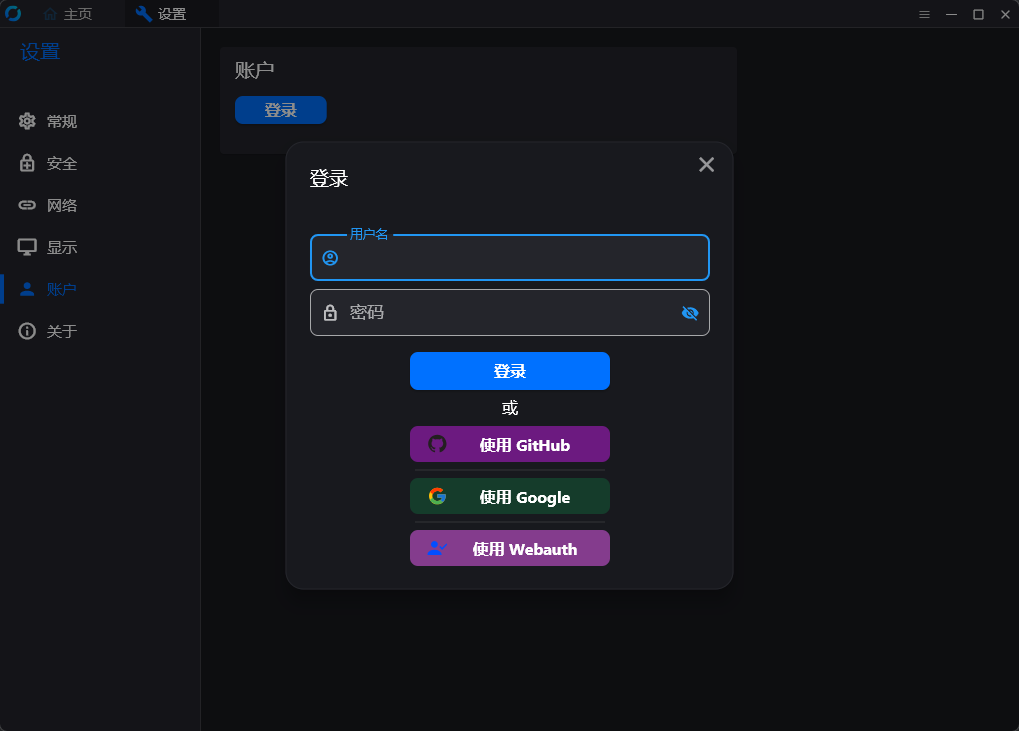 主页
设置
设置
常规
安全
网络
显示
账户
关于
账户
登录
登录
用户名
密码
登录
或
使用 GitHub
使用 Google
使用 Webauth